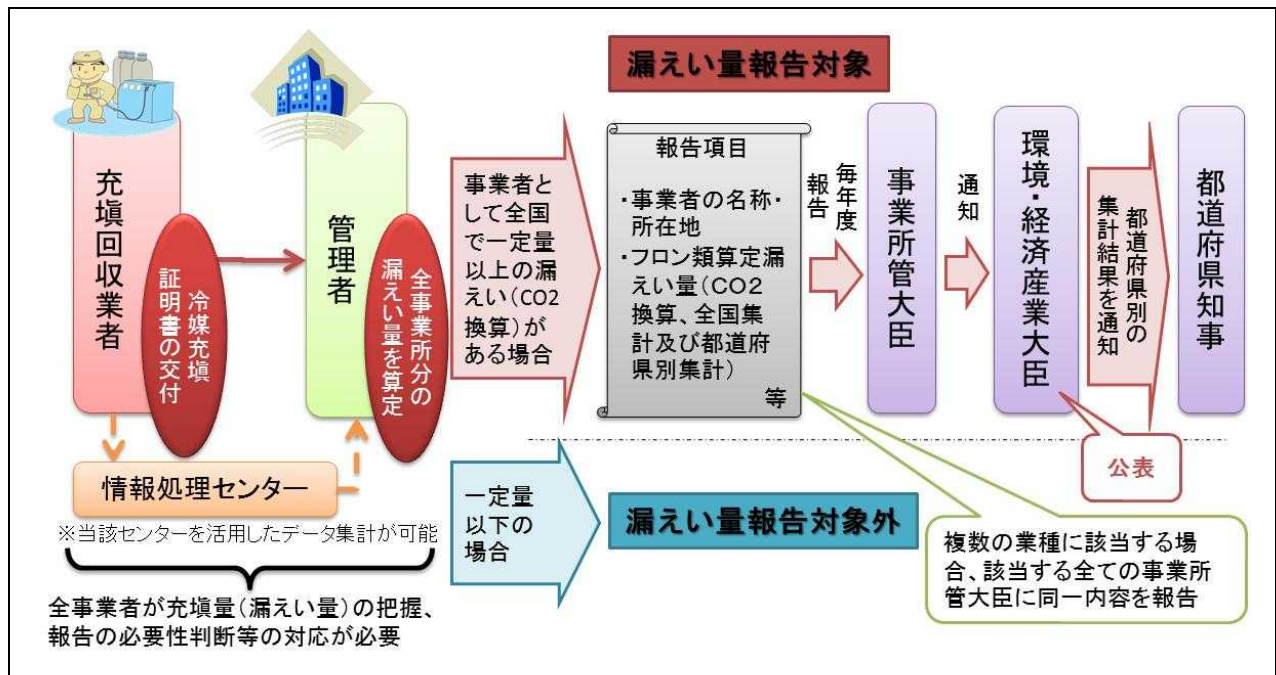 漏えい量報告対象
充塡回収業者
冷媒充塡
証明書の交付
管理者
全事業所分の
漏えい量を算定
情報処理センター
※当該センターを活用したデータ集計が可能
全事業者が充塡量(漏えい量)の把握、
報告の必要性判断等の対応が必要
事業者と
して全国
で一定量
以上の漏
えい(CO2
換算)が
ある場合
報告項目
・事業者の名称・
所在地
・フロン類算定漏
えい量(CO2
換算、全国集
計及び都道府
県別集計)
等
毎年度
報告
事業所管大臣
通知
環境・経済産業大臣
都道府県別の
集計結果を通知
都道府県知事
公表
一定量
以下の
場合
漏えい量報告対象外
複数の業種に該当する場
合、該当する全ての事業所
管大臣に同一内容を報告